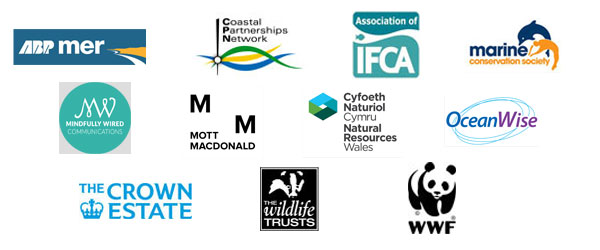 ABP mer
Coastal
Partnerships
Network
Association of
IFCA
marine
conservation society
MW
MINDFULLY WIRED
COMMUNICATIONS
M
M
MOTT
MACDONALD
Cyfoeth
Naturiol
Cymru
Natural
Resources
Wales
OceanWise
THE CROWN
ESTATE
THE
wildlife
TRUSTS
WWF